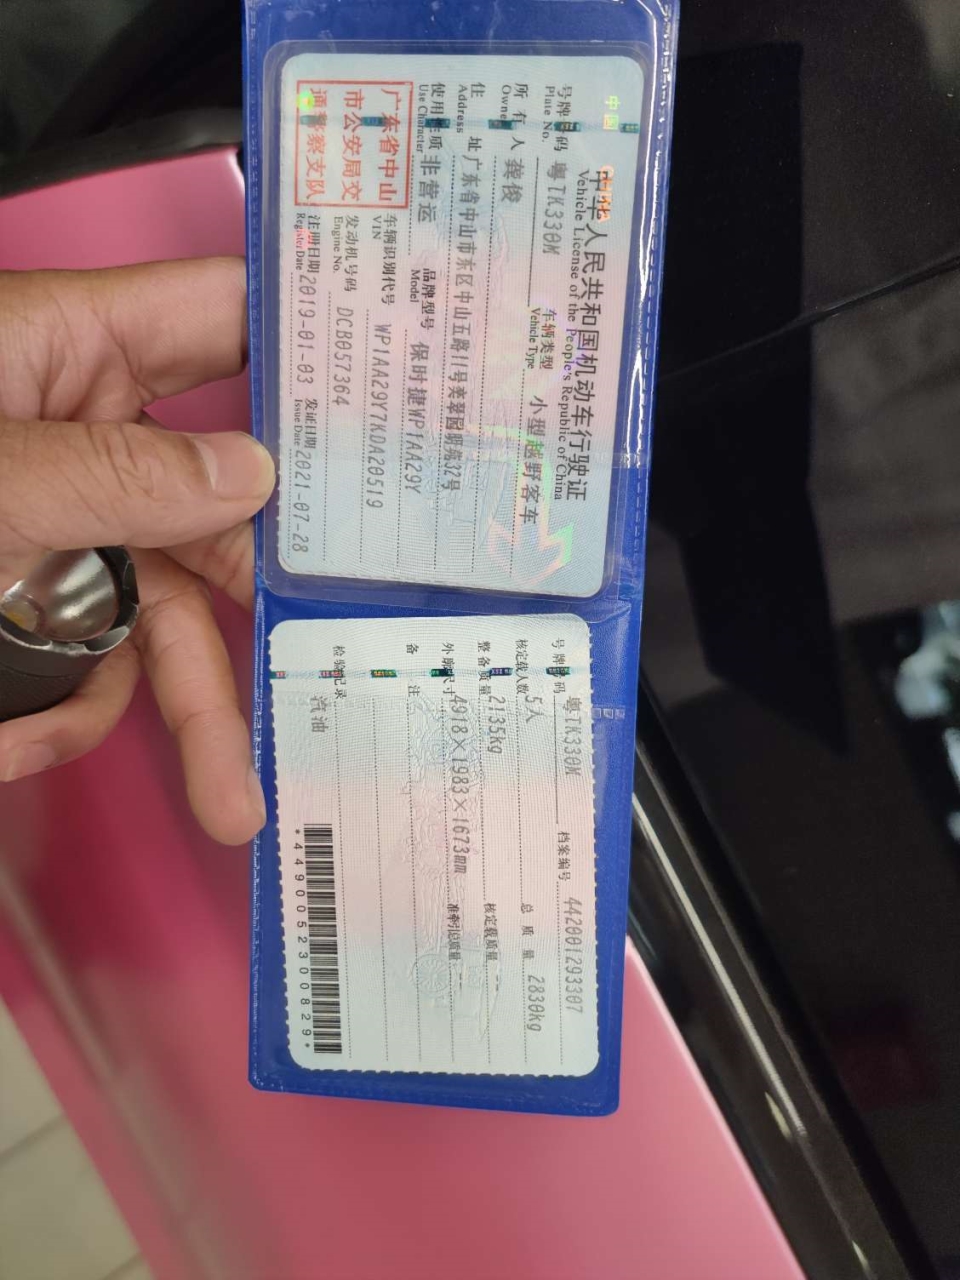 中国
中华人民共和国机动车行驶证
Vehicle License of the People's Republic of China
号牌号码 粤TK330M 车辆类型 小型越野客车
Plate No. Vehicle Type
所有人 龚俊
Owner
住址 广东省中山市东区中山五路11号奕翠园
Address
使用性质 非营运 品牌型号 保时捷WP1AA29Y
Use Character Model
广东省中山
市公安局交
通警察支队
车辆识别代号 WP1AA29Y7KDA20519
VIN
发动机号码 DCB057364
Engine No.
注册日期 2019-01-03 发证日期 2021-07-28
Register Date Issue Date
号牌号码 粤TK330M 档案编号 442001293307
核定载人数 5人 总质量 2830kg
整备质量 2135kg 核定载质量 --
外廓尺寸 4918×1983×1673mm 准牵引总质量 --
备注
检验记录 汽油
*4490052300829*